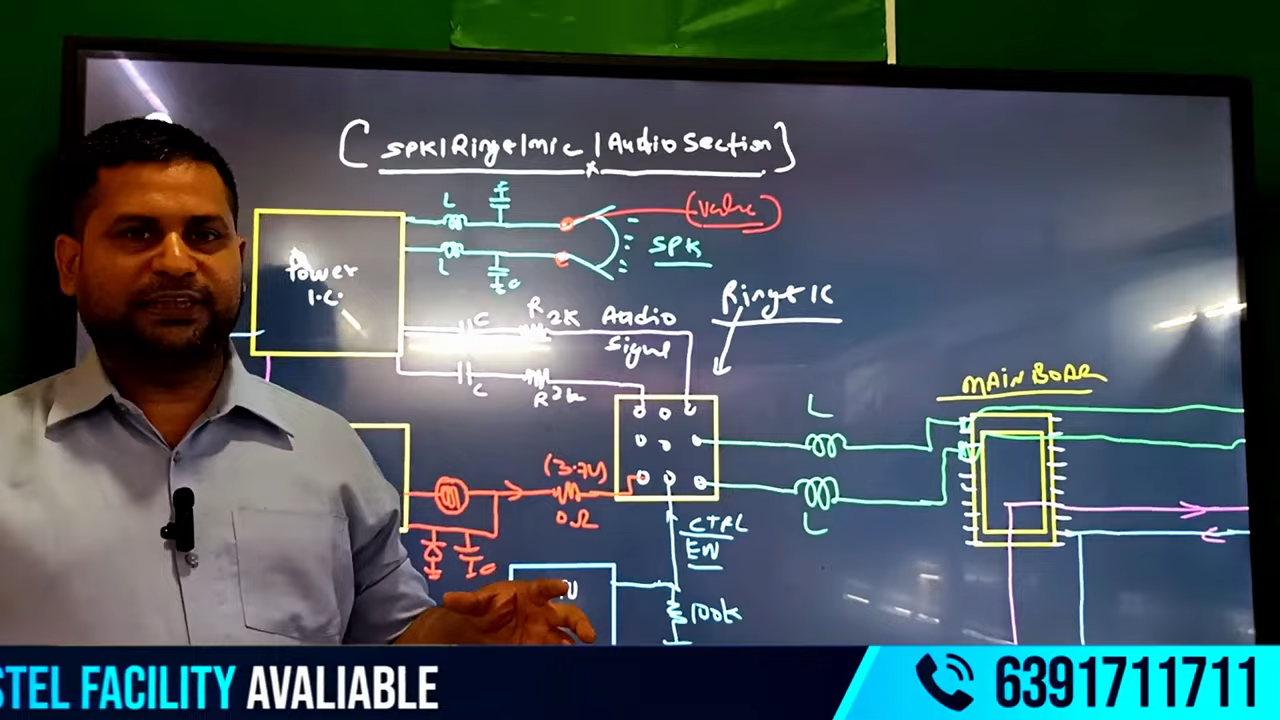 [SPK|Ringer|mic | Audio Section]
L
(Value)
L
SPK
C
Power
I.C.
Ringer IC
C
R 2K Audio
Signal
C
R 2K
MAIN BOAR
L
(3.7V)
0Ω
C
L
CTRL
EN
100k
STEL FACILITY AVALIABLE
6391711711